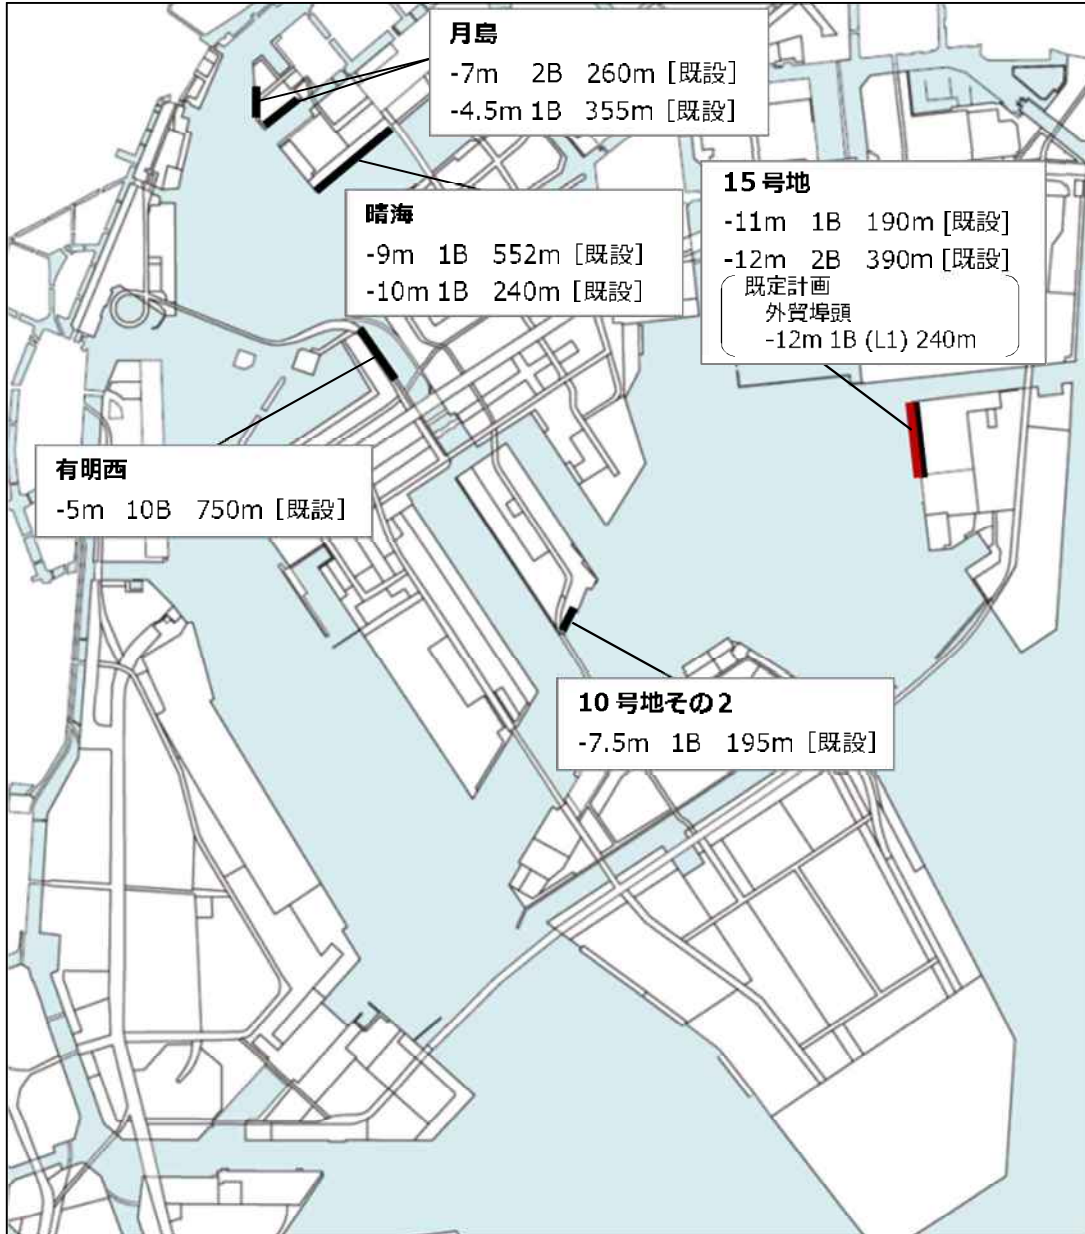 月島
-7m 2B 260m [既設]
-4.5m 1B 355m [既設]
晴海
-9m 1B 552m [既設]
-10m 1B 240m [既設]
15号地
-11m 1B 190m [既設]
-12m 2B 390m [既設]
既定計画
外貿埠頭
-12m 1B (L1) 240m
有明西
-5m 10B 750m [既設]
10号地その2
-7.5m 1B 195m [既設]